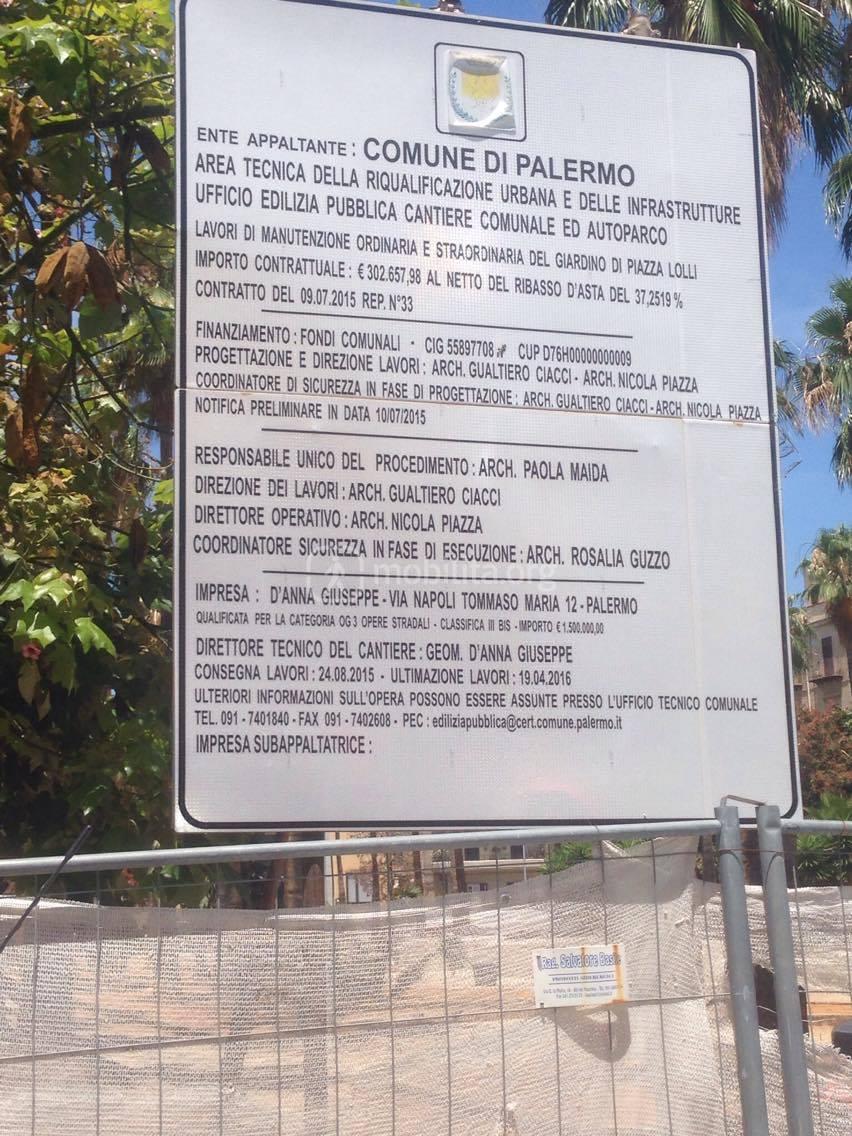 ENTE APPALTANTE : COMUNE DI PALERMO
AREA TECNICA DELLA RIQUALIFICAZIONE URBANA E DELLE INFRASTRUTTURE
UFFICIO EDILIZIA PUBBLICA CANTIERE COMUNALE ED AUTOPARCO
LAVORI DI MANUTENZIONE ORDINARIA E STRAORDINARIA DEL GIARDINO DI PIAZZA LOLLI
IMPORTO CONTRATTUALE : € 302.657,98 AL NETTO DEL RIBASSO D'ASTA DEL 37,2519 %
CONTRATTO DEL 09.07.2015 REP. N°33
FINANZIAMENTO : FONDI COMUNALI - CIG 55897708 CUP D76H00000000009
PROGETTAZIONE E DIREZIONE LAVORI : ARCH. GUALTIERO CIACCI - ARCH. NICOLA PIAZZA
COORDINATORE DI SICUREZZA IN FASE DI PROGETTAZIONE : ARCH. GUALTIERO CIACCI - ARCH. NICOLA PIAZZA
NOTIFICA PRELIMINARE IN DATA 10/07/2015
RESPONSABILE UNICO DEL PROCEDIMENTO : ARCH. PAOLA MAIDA
DIREZIONE DEI LAVORI : ARCH. GUALTIERO CIACCI
DIRETTORE OPERATIVO : ARCH. NICOLA PIAZZA
COORDINATORE SICUREZZA IN FASE DI ESECUZIONE : ARCH. ROSALIA GUZZO
mobilita.org
IMPRESA : D'ANNA GIUSEPPE - VIA NAPOLI TOMMASO MARIA 12 - PALERMO
QUALIFICATA PER LA CATEGORIA OG 3 OPERE STRADALI - CLASSIFICA III BIS - IMPORTO € 1.500.000,00
DIRETTORE TECNICO DEL CANTIERE : GEOM. D'ANNA GIUSEPPE
CONSEGNA LAVORI : 24.08.2015 - ULTIMAZIONE LAVORI : 19.04.2016
ULTERIORI INFORMAZIONI SULL'OPERA POSSONO ESSERE ASSUNTE PRESSO L'UFFICIO TECNICO COMUNALE
TEL. 091 - 7401840 - FAX 091 - 7402608 - PEC : ediliziapubblica@cert.comune.palermo.it
IMPRESA SUBAPPALTATRICE :
Rag. Salvatore Basile